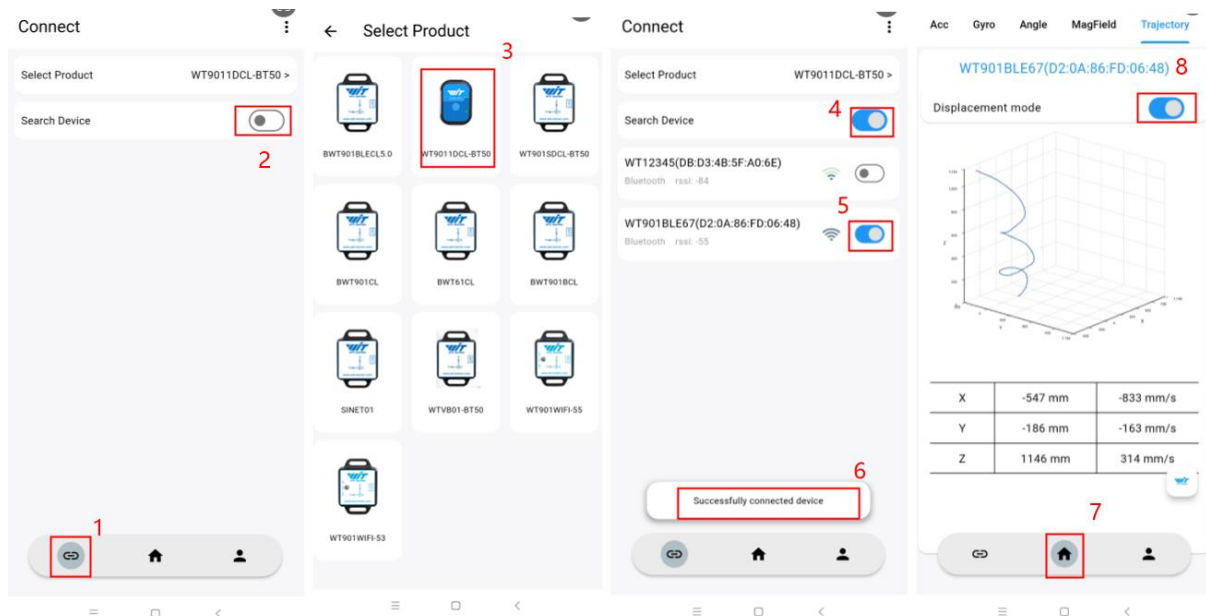 Connect
Select Product WT9011DCL-BT50 >
Search Device
2
1
Select Product
3
BWT901BLECL5.0 WT9011DCL-BT50 WT901SDCL-BT50
BWT901CL BWT61CL BWT901BCL
SINET01 WTVB01-BT50 WT901WIFI-55
WT901WIFI-53
Connect
Select Product WT9011DCL-BT50 >
Search Device
4
WT12345(DB:D3:4B:5F:A0:6E)
Bluetooth rssi: -84
5
WT901BLE67(D2:0A:86:FD:06:48)
Bluetooth rssi: -55
6
Successfully connected device
Acc Gyro Angle MagField Trajectory
WT901BLE67(D2:0A:86:FD:06:48) 8
Displacement mode
X -547 mm -833 mm/s
Y -186 mm -163 mm/s
Z 1146 mm 314 mm/s
7